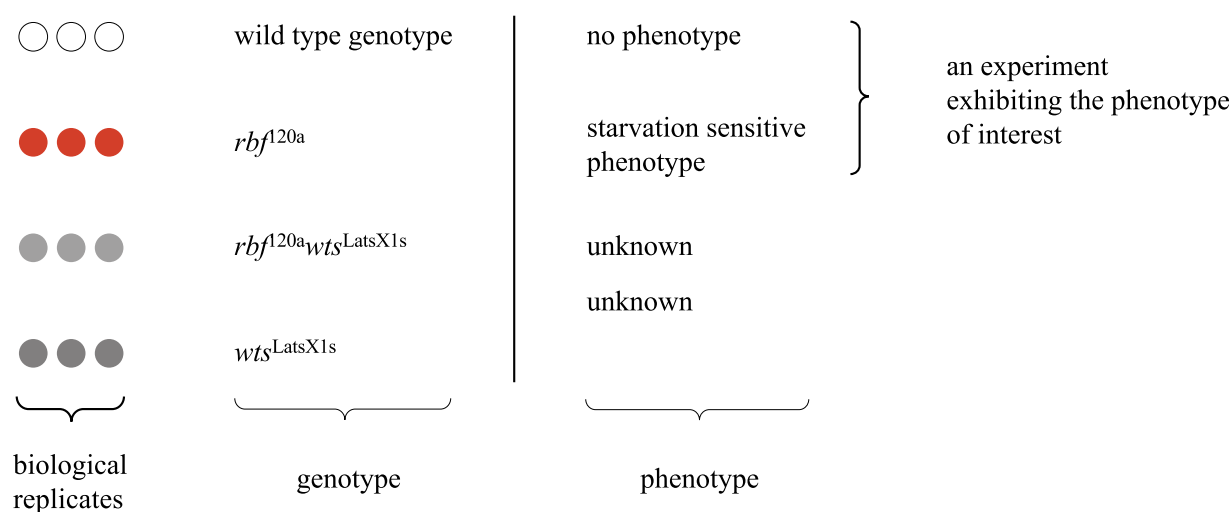 wild type genotype
no phenotype
an experiment
exhibiting the phenotype
of interest
rbf120a
starvation sensitive
phenotype
rbf120awtsLatsX1s
unknown
unknown
wtsLatsX1s
biological
replicates
genotype
phenotype